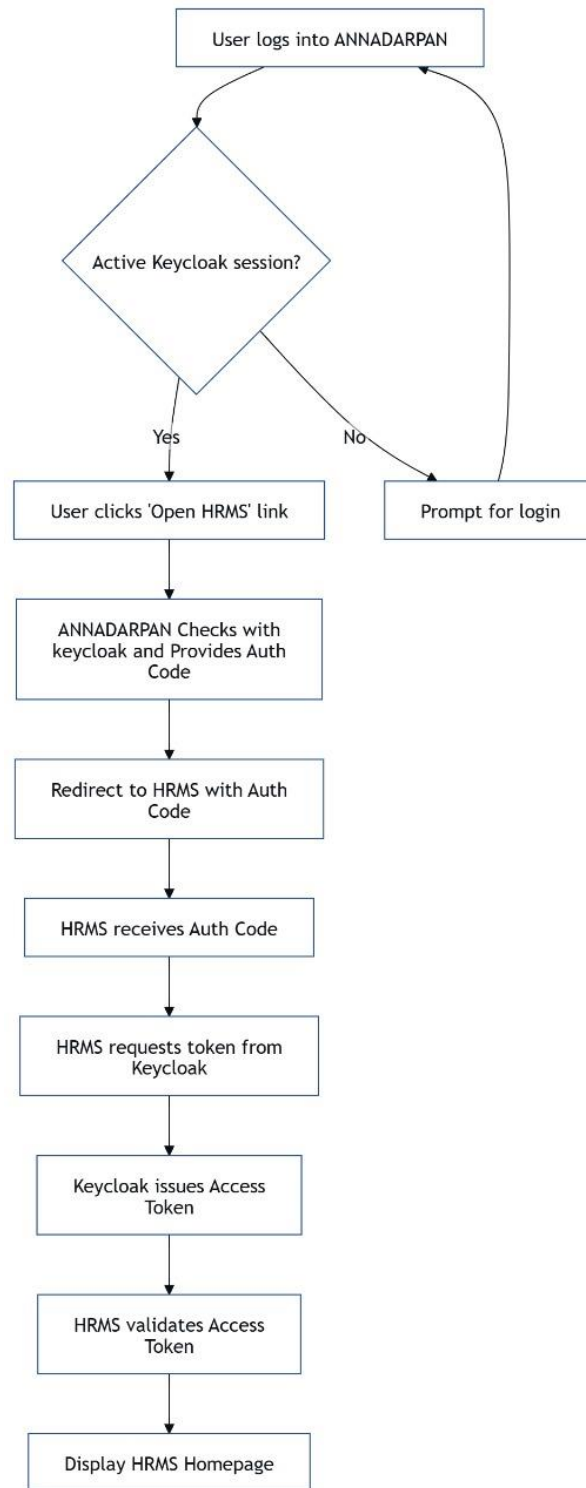 User logs into ANNADARPAN
Active Keycloak session?
Yes
No
User clicks 'Open HRMS' link
Prompt for login
ANNADARPAN Checks with
keycloak and Provides Auth
Code
Redirect to HRMS with Auth
Code
HRMS receives Auth Code
HRMS requests token from
Keycloak
Keycloak issues Access
Token
HRMS validates Access
Token
Display HRMS Homepage